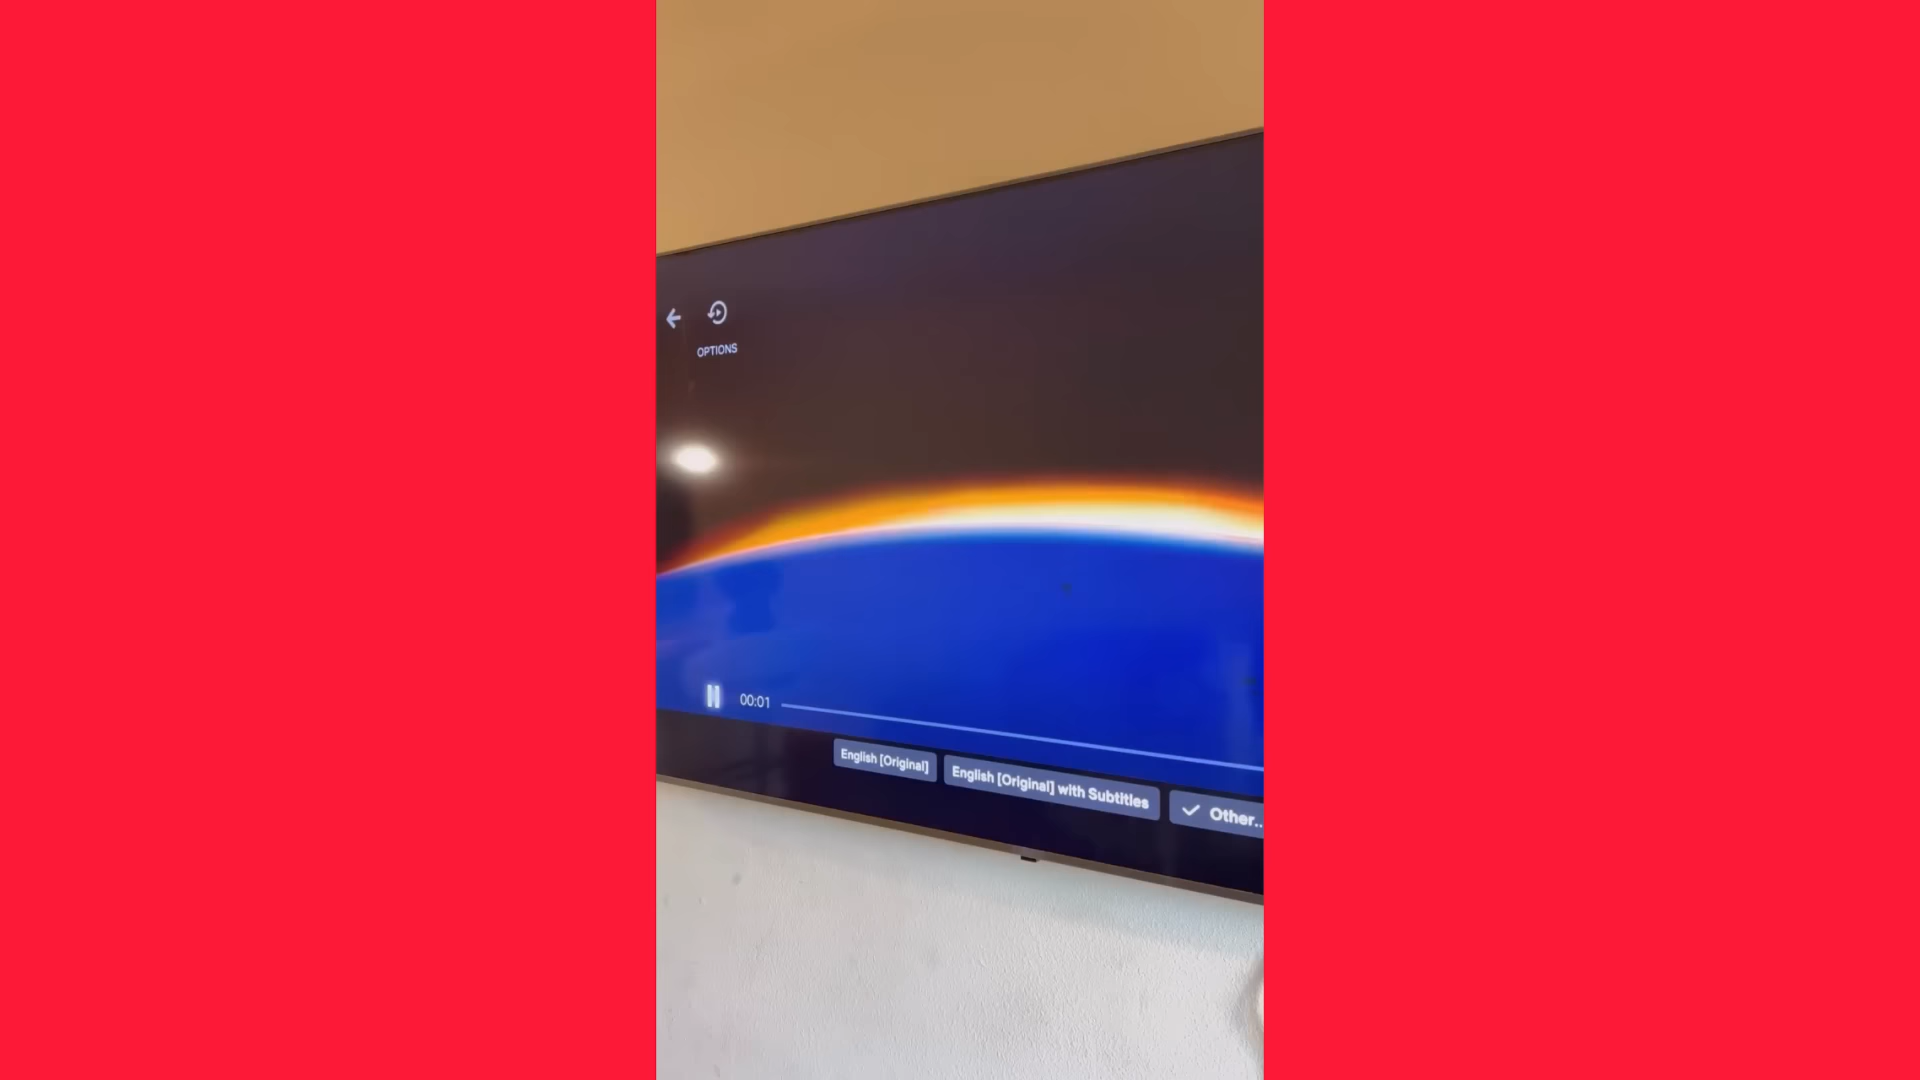 OPTIONS
00:01
English [Original]
English [Original] with Subtitles
Other..